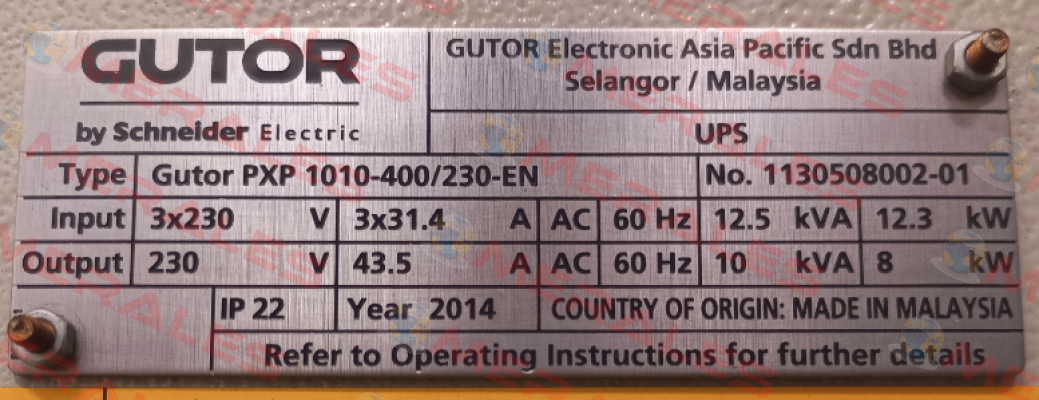 GUTOR
by Schneider Electric
GUTOR Electronic Asia Pacific Sdn Bhd
Selangor / Malaysia
UPS
Type Gutor PXP 1010-400/230-EN No. 1130508002-01
Input 3x230 V 3x31.4 A AC 60 Hz 12.5 kVA 12.3 kW
Output 230 V 43.5 A AC 60 Hz 10 kVA 8 kW
IP 22 Year 2014 COUNTRY OF ORIGIN: MADE IN MALAYSIA
Refer to Operating Instructions for further details
MERALES